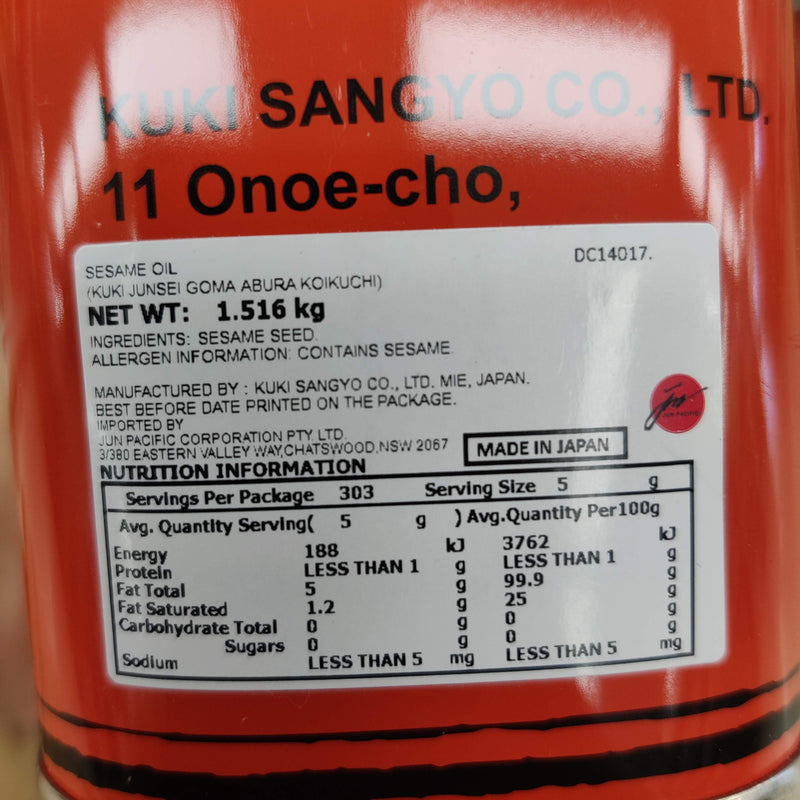 KUKI SANGYO CO., LTD.
11 Onoe-cho,
DC14017.
SESAME OIL
(KUKI JUNSEI GOMA ABURA KOIKUCHI)
NET WT: 1.516 kg
INGREDIENTS: SESAME SEED.
ALLERGEN INFORMATION: CONTAINS SESAME.
MANUFACTURED BY : KUKI SANGYO CO., LTD. MIE, JAPAN.
BEST BEFORE DATE PRINTED ON THE PACKAGE.
IMPORTED BY
JUN PACIFIC CORPORATION PTY. LTD.
3/380 EASTERN VALLEY WAY,CHATSWOOD,NSW 2067
MADE IN JAPAN
jun
JUN PACIFIC
NUTRITION INFORMATION
Servings Per Package 303 Serving Size 5 g
Avg. Quantity Serving( 5 g ) Avg.Quantity Per100g
Energy 188 kJ 3762 kJ
Protein LESS THAN 1 g LESS THAN 1 g
Fat Total 5 g 99.9 g
Fat Saturated 1.2 g 25 g
Carbohydrate Total 0 g 0 g
Sugars 0 g 0 g
Sodium LESS THAN 5 mg LESS THAN 5 mg